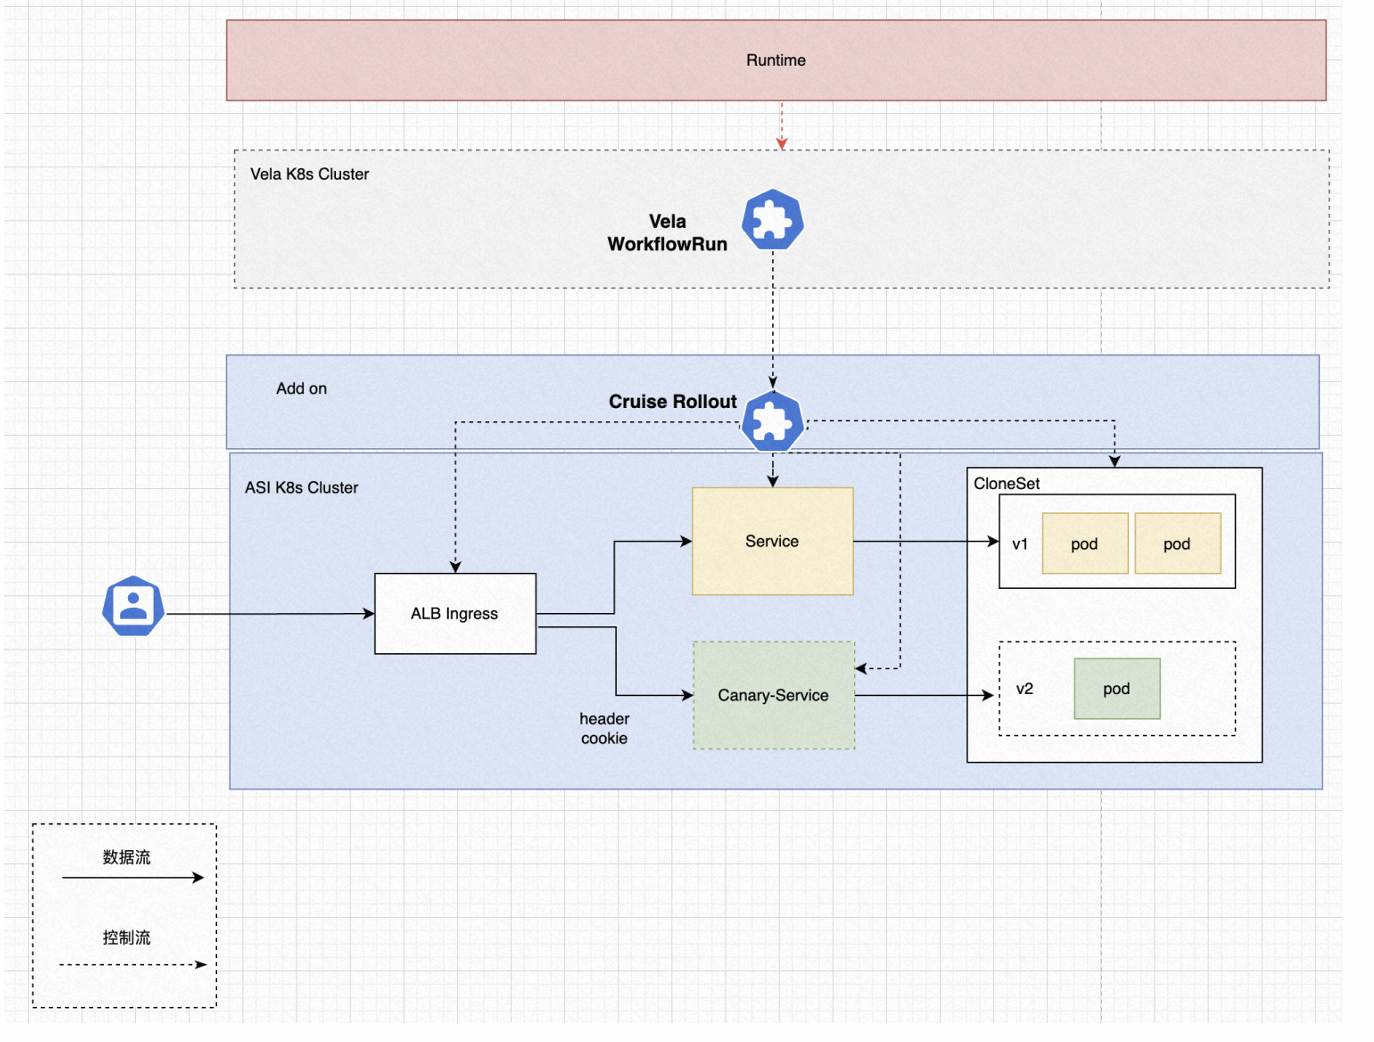 Runtime
Vela K8s Cluster
Vela
WorkflowRun
Add on
Cruise Rollout
ASI K8s Cluster
CloneSet
Service
v1
pod
pod
ALB Ingress
Canary-Service
v2
pod
header
cookie
数据流
控制流